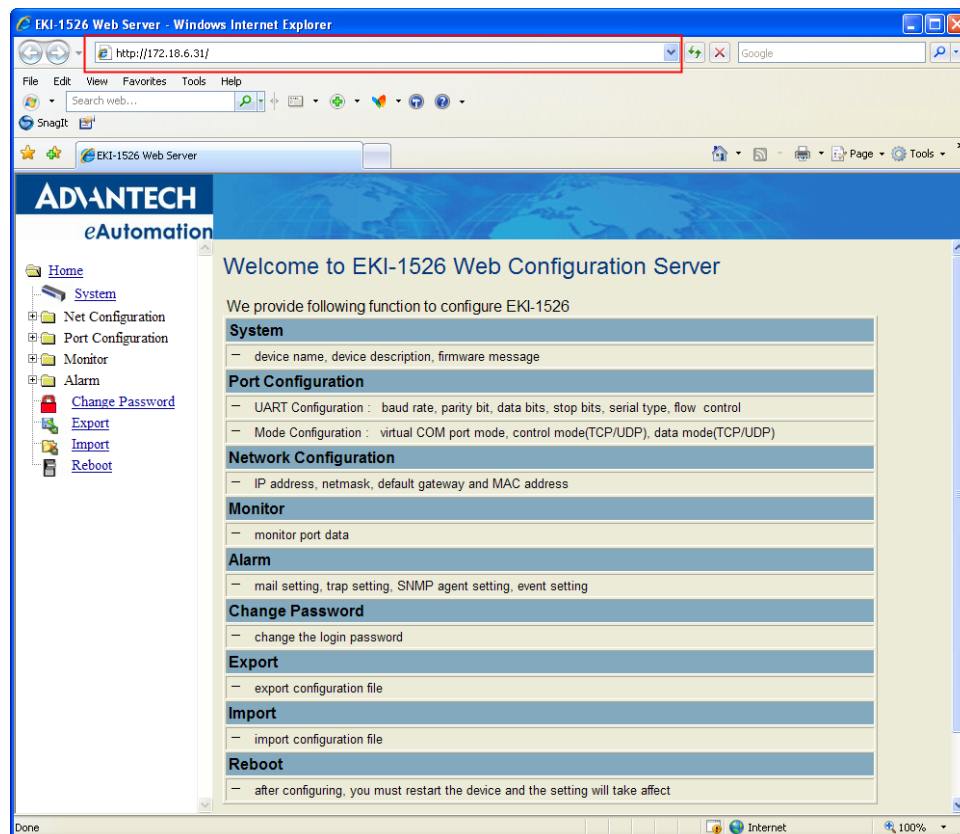 EKI-1526 Web Server - Windows Internet Explorer
http://172.18.6.31/
Google
File Edit View Favorites Tools Help
Search web...
SnagIt
EKI-1526 Web Server
Page Tools
ADVANTECH
eAutomation
Home
System
Net Configuration
Port Configuration
Monitor
Alarm
Change Password
Export
Import
Reboot
Welcome to EKI-1526 Web Configuration Server
We provide following function to configure EKI-1526
System
− device name, device description, firmware message
Port Configuration
− UART Configuration : baud rate, parity bit, data bits, stop bits, serial type, flow control
− Mode Configuration : virtual COM port mode, control mode(TCP/UDP), data mode(TCP/UDP)
Network Configuration
− IP address, netmask, default gateway and MAC address
Monitor
− monitor port data
Alarm
− mail setting, trap setting, SNMP agent setting, event setting
Change Password
− change the login password
Export
− export configuration file
Import
− import configuration file
Reboot
− after configuring, you must restart the device and the setting will take affect
Done
Internet
100%